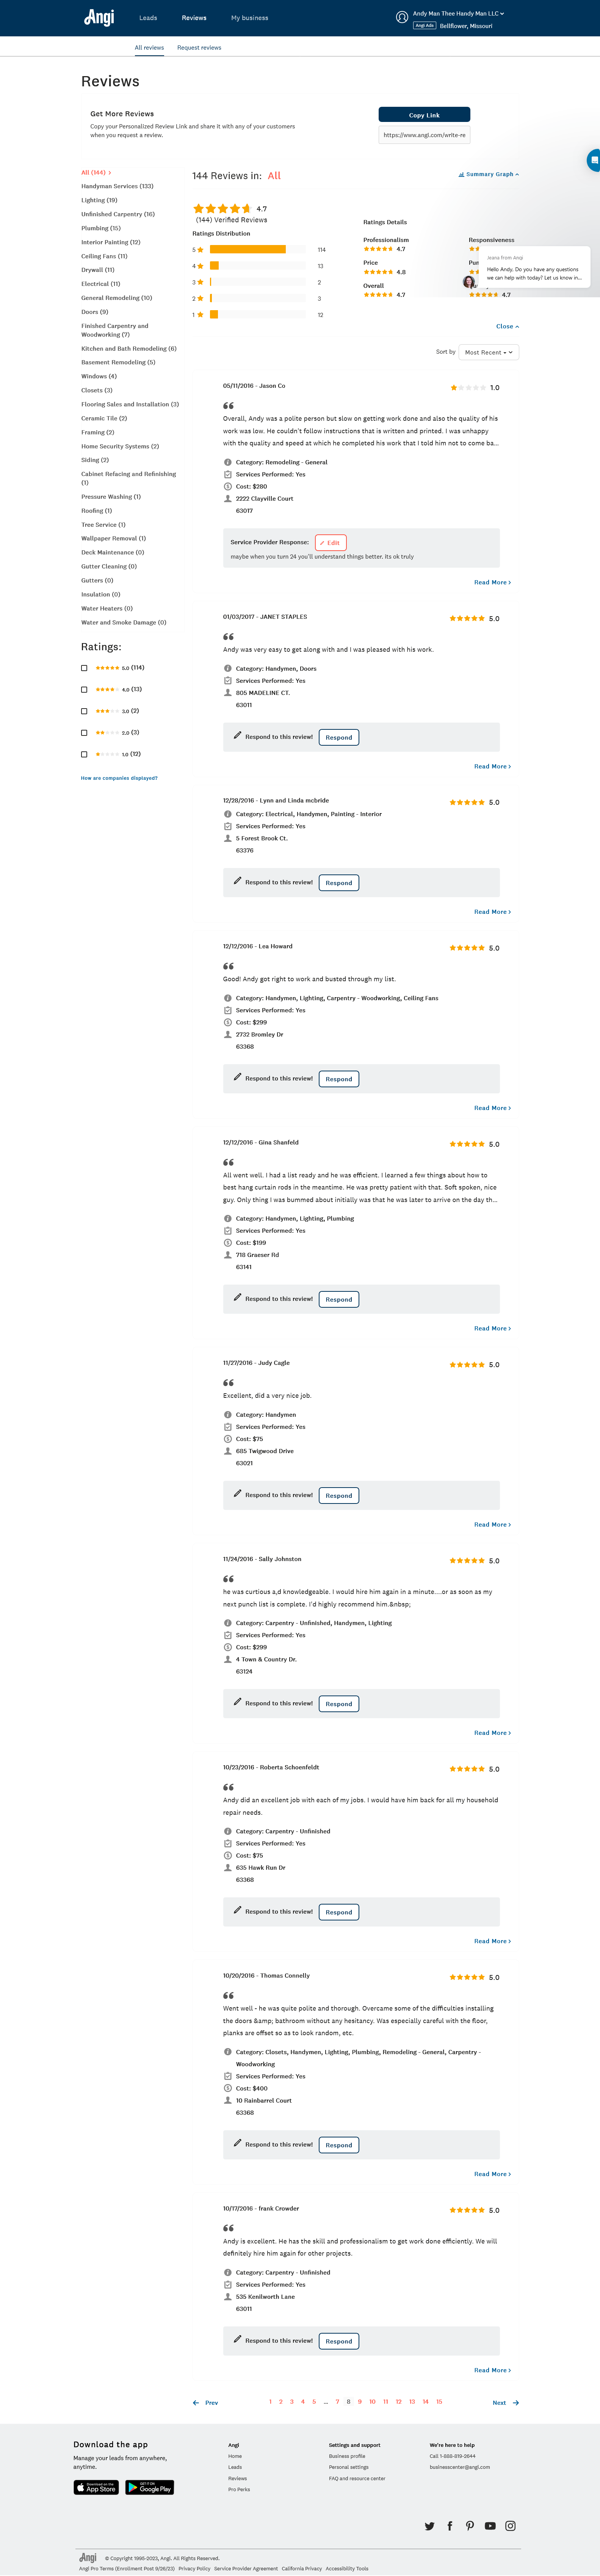 Angi
Leads
Reviews
My business
Andy Man Thee Handy Man LLC
Angi Ads
Bellflower, Missouri
All reviews
Request reviews
Reviews
Get More Reviews
Copy your Personalized Review Link and share it with any of your customers
when you request a review.
Copy Link
https://www.angi.com/write-re
All (144)
Handyman Services (133)
Lighting (19)
Unfinished Carpentry (16)
Plumbing (15)
Interior Painting (12)
Ceiling Fans (11)
Drywall (11)
Electrical (11)
General Remodeling (10)
Doors (9)
Finished Carpentry and
Woodworking (7)
Kitchen and Bath Remodeling (6)
Basement Remodeling (5)
Windows (4)
Closets (3)
Flooring Sales and Installation (3)
Ceramic Tile (2)
Framing (2)
Home Security Systems (2)
Siding (2)
Cabinet Refacing and Refinishing
(1)
Pressure Washing (1)
Roofing (1)
Tree Service (1)
Wallpaper Removal (1)
Deck Maintenance (0)
Gutter Cleaning (0)
Gutters (0)
Insulation (0)
Water Heaters (0)
Water and Smoke Damage (0)
Ratings:
5.0 (114)
4.0 (13)
3.0 (2)
2.0 (3)
1.0 (12)
How are companies displayed?
144 Reviews in: All
Summary Graph
4.7
(144) Verified Reviews
Ratings Distribution
5 114
4 13
3 2
2 3
1 12
Ratings Details
Professionalism
4.7
Price
4.8
Overall
4.7
Responsiveness
Pun
4.7
Jeans from Angi
Hello Andy. Do you have any questions
we can help with today? Let us know in...
Close
Sort by
Most Recent
05/11/2016 - Jason Co
1.0
Overall, Andy was a polite person but slow on getting work done and also the quality of his
work was low. He couldn't follow instructions that is written and printed. I was unhappy
with the quality and speed at which he completed his work that I told him not to come ba...
Category: Remodeling - General
Services Performed: Yes
Cost: $280
2222 Clayville Court
63017
Service Provider Response:
Edit
maybe when you turn 24 you'll understand things better. its ok truly
Read More
01/03/2017 - JANET STAPLES
5.0
Andy was very easy to get along with and I was pleased with his work.
Category: Handymen, Doors
Services Performed: Yes
805 MADELINE CT.
63011
Respond to this review!
Respond
Read More
12/28/2016 - Lynn and Linda mcbride
5.0
Category: Electrical, Handymen, Painting - Interior
Services Performed: Yes
5 Forest Brook Ct.
63376
Respond to this review!
Respond
Read More
12/12/2016 - Lea Howard
5.0
Good! Andy got right to work and busted through my list.
Category: Handymen, Lighting, Carpentry - Woodworking, Ceiling Fans
Services Performed: Yes
Cost: $299
2732 Bromley Dr
63368
Respond to this review!
Respond
Read More
12/12/2016 - Gina Shanfeld
5.0
All went well. I had a list ready and he was efficient. I learned a few things about how to
best hang curtain rods in the meantime. He was pretty patient with that. Soft spoken, nice
guy. Only thing I was bummed about initially was that he was later to arrive on the day th...
Category: Handymen, Lighting, Plumbing
Services Performed: Yes
Cost: $199
718 Graeser Rd
63141
Respond to this review!
Respond
Read More
11/27/2016 - Judy Cagle
5.0
Excellent, did a very nice job.
Category: Handymen
Services Performed: Yes
Cost: $75
685 Twigwood Drive
63021
Respond to this review!
Respond
Read More
11/24/2016 - Sally Johnston
5.0
he was curtious a,d knowledgeable. I would hire him again in a minute....or as soon as my
next punch list is complete. I'd highly recommend him.&nbsp;
Category: Carpentry - Unfinished, Handymen, Lighting
Services Performed: Yes
Cost: $299
4 Town & Country Dr.
63124
Respond to this review!
Respond
Read More
10/23/2016 - Roberta Schoenfeldt
5.0
Andy did an excellent job with each of my jobs. I would have him back for all my household
repair needs.
Category: Carpentry - Unfinished
Services Performed: Yes
Cost: $75
635 Hawk Run Dr
63368
Respond to this review!
Respond
Read More
10/20/2016 - Thomas Connelly
5.0
Went well - he was quite polite and thorough. Overcame some of the difficulties installing
the doors &amp; bathroom without any hesitancy. Was especially careful with the floor,
planks are offset so as to look random, etc.
Category: Closets, Handymen, Lighting, Plumbing, Remodeling - General, Carpentry -
Woodworking
Services Performed: Yes
Cost: $400
10 Rainbarrel Court
63368
Respond to this review!
Respond
Read More
10/17/2016 - frank Crowder
5.0
Andy is excellent. He has the skill and professionalism to get work done efficiently. We will
definitely hire him again for other projects.
Category: Carpentry - Unfinished
Services Performed: Yes
535 Kenilworth Lane
63011
Respond to this review!
Respond
Read More
Prev
1 2 3 4 5 ... 7 8 9 10 11 12 13 14 15
Next
Download the app
Manage your leads from anywhere,
anytime.
Download on the
App Store
GET IT ON
Google Play
Angi
Home
Leads
Reviews
Pro Perks
Settings and support
Business profile
Personal settings
FAQ and resource center
We're here to help
Call 1-888-819-2644
businesscenter@angi.com
Angi
© Copyright 1995-2023, Angi. All Rights Reserved.
Angi Pro Terms (Enrollment Post 9/26/23) Privacy Policy Service Provider Agreement California Privacy Accessibility Tools